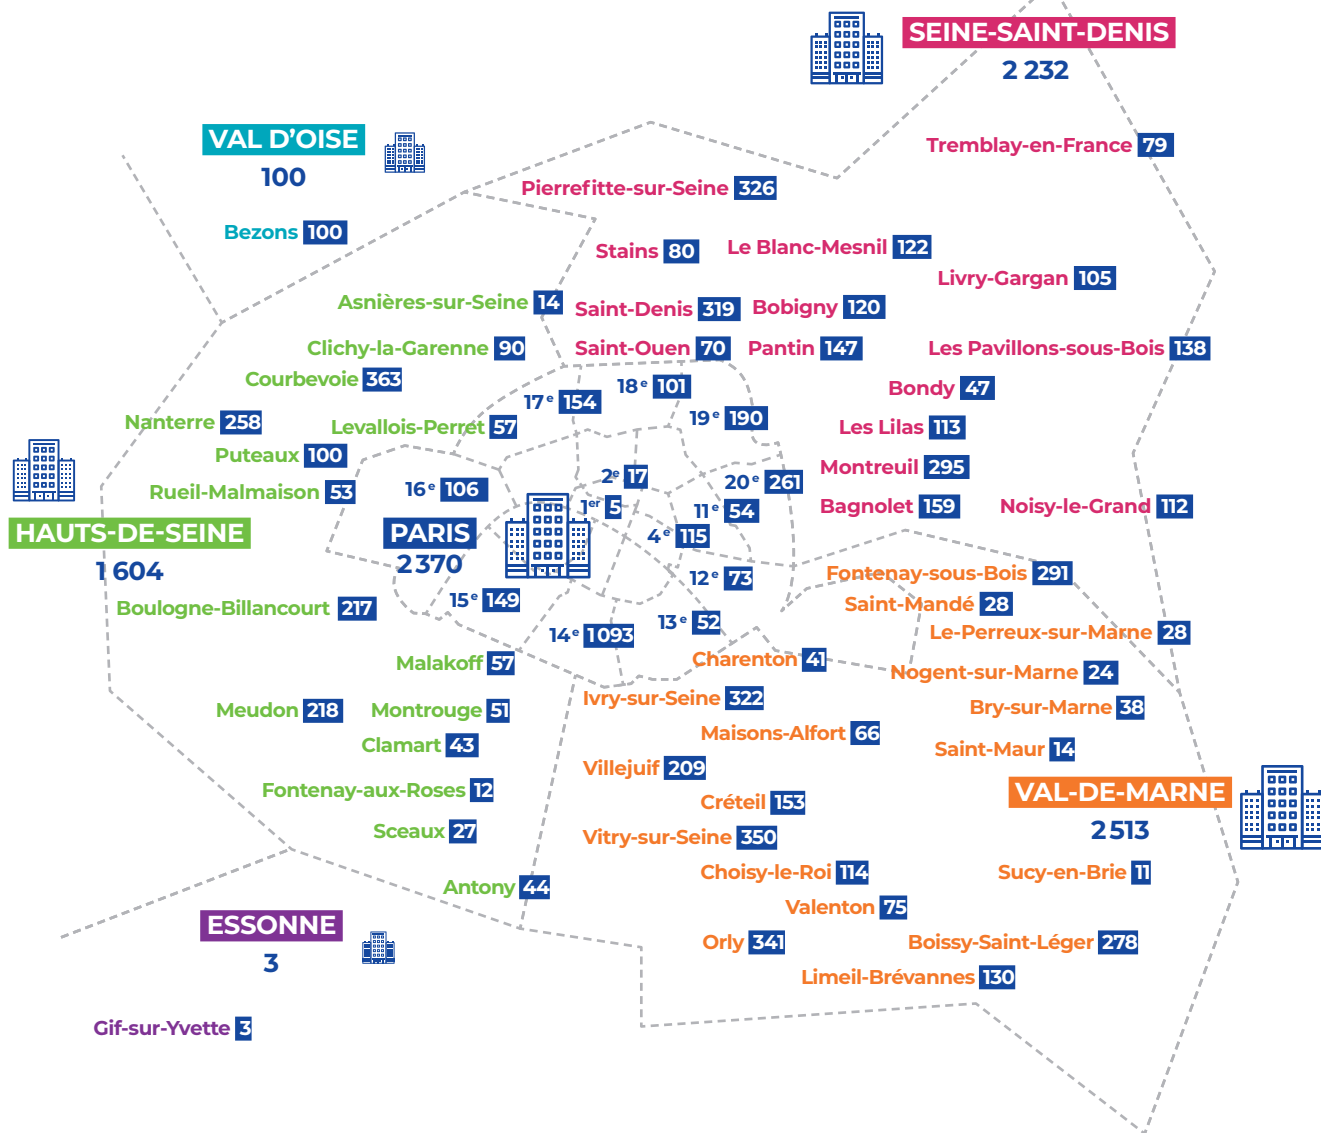 SEINE-SAINT-DENIS
2 232
VAL D'OISE
100
Bezons 100
Tremblay-en-France 79
Pierrefitte-sur-Seine 326
Stains 80
Le Blanc-Mesnil 122
Livry-Gargan 105
Asnières-sur-Seine 14
Saint-Denis 319
Bobigny 120
Clichy-la-Garenne 90
Saint-Ouen 70
Pantin 147
Les Pavillons-sous-Bois 138
Courbevoie 363
18e 101
Bondy 47
17e 154
19e 190
Nanterre 258
Levallois-Perret 57
Les Lilas 113
Puteaux 100
Montreuil 295
2e 17
20e 261
16e 106
Rueil-Malmaison 53
1er 5
11e 54
Bagnolet 159
Noisy-le-Grand 112
HAUTS-DE-SEINE
1 604
PARIS
2 370
4e 115
12e 73
Fontenay-sous-Bois 291
Boulogne-Billancourt 217
15e 149
Saint-Mandé 28
14e 1 093
13e 52
Le-Perreux-sur-Marne 28
Malakoff 57
Charenton 41
Nogent-sur-Marne 24
Ivry-sur-Seine 322
Meudon 218
Montrouge 51
Bry-sur-Marne 38
Clamart 43
Maisons-Alfort 66
Saint-Maur 14
Villejuif 209
Fontenay-aux-Roses 12
VAL-DE-MARNE
2 513
Créteil 153
Sceaux 27
Vitry-sur-Seine 350
Choisy-le-Roi 114
Sucy-en-Brie 11
Antony 44
Valenton 75
ESSONNE
3
Orly 341
Boissy-Saint-Léger 278
Limeil-Brévannes 130
Gif-sur-Yvette 3